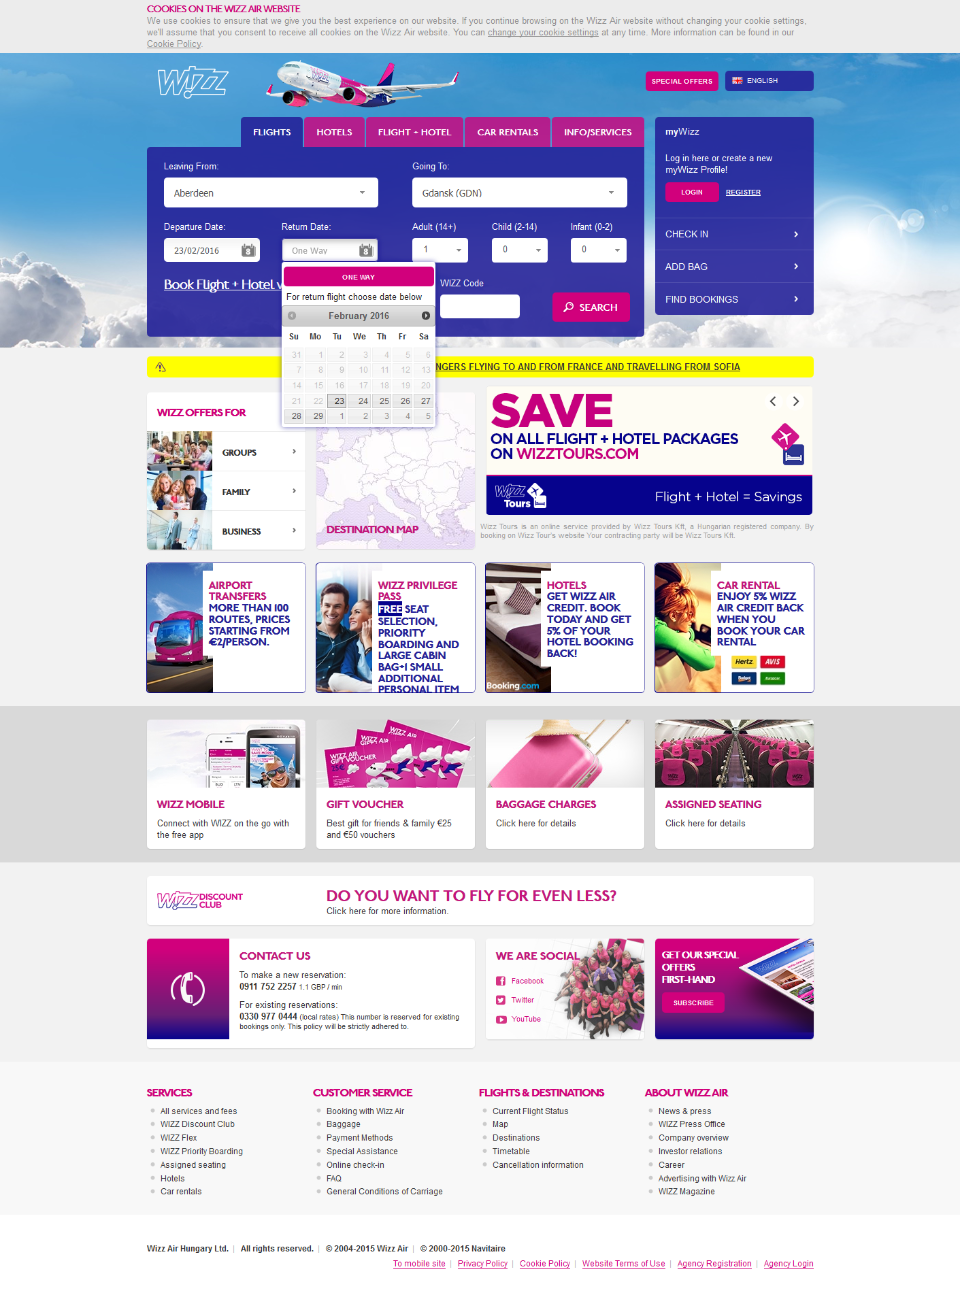 COOKIES ON THE WIZZ AIR WEBSITE
We use cookies to ensure that we give you the best experience on our website. If you continue browsing on the Wizz Air website without changing your cookie settings,
we'll assume that you consent to receive all cookies on the Wizz Air website. You can change your cookie settings at any time. More information can be found in our
Cookie Policy.
WIZZ
SPECIAL OFFERS
ENGLISH
FLIGHTS
HOTELS
FLIGHT + HOTEL
CAR RENTALS
INFO/SERVICES
Leaving From:
Going To:
Aberdeen
Gdansk (GDN)
Departure Date:
Return Date:
Adult (14+)
Child (2-14)
Infant (0-2)
23/02/2016
One Way
1
0
0
Book Flight + Hotel
WIZZ Code
SEARCH
ONE WAY
For return flight choose date below
February 2016
Su Mo Tu We Th Fr Sa
31 1 2 3 4 5 6
7 8 9 10 11 12 13
14 15 16 17 18 19 20
21 22 23 24 25 26 27
28 29 1 2 3 4 5
myWizz
Log in here or create a new
myWizz Profile!
LOGIN
REGISTER
CHECK IN
ADD BAG
FIND BOOKINGS
NGERS FLYING TO AND FROM FRANCE AND TRAVELLING FROM SOFIA
WIZZ OFFERS FOR
GROUPS
FAMILY
BUSINESS
DESTINATION MAP
SAVE
ON ALL FLIGHT + HOTEL PACKAGES
ON WIZZTOURS.COM
WIZZ Tours
Flight + Hotel = Savings
Wizz Tours is an online service provided by Wizz Tours Kft, a Hungarian registered company. By
booking on Wizz Tour's website Your contracting party will be Wizz Tours Kft.
AIRPORT
TRANSFERS
MORE THAN 100
ROUTES, PRICES
STARTING FROM
€2/PERSON.
WIZZ PRIVILEGE
PASS
FREE SEAT
SELECTION,
PRIORITY
BOARDING AND
LARGE CABIN
BAG+1 SMALL
ADDITIONAL
PERSONAL ITEM
HOTELS
GET WIZZ AIR
CREDIT. BOOK
TODAY AND GET
5% OF YOUR
HOTEL BOOKING
BACK!
Booking.com
CAR RENTAL
ENJOY 5% WIZZ
AIR CREDIT BACK
WHEN YOU
BOOK YOUR CAR
RENTAL
Hertz
AVIS
Budget
WIZZ MOBILE
Connect with WIZZ on the go with
the free app
WIZZ AIR
GIFT VOUCHER
GIFT VOUCHER
Best gift for friends & family €25
and €50 vouchers
BAGGAGE CHARGES
Click here for details
ASSIGNED SEATING
Click here for details
WIZZ DISCOUNT
CLUB
DO YOU WANT TO FLY FOR EVEN LESS?
Click here for more information.
CONTACT US
To make a new reservation:
0911 752 2257 1.1 GBP / min
For existing reservations:
0330 977 0444 (local rates) This number is reserved for existing
bookings only. This policy will be strictly adhered to.
WE ARE SOCIAL
Facebook
Twitter
YouTube
GET OUR SPECIAL
OFFERS
FIRST-HAND
SUBSCRIBE
SERVICES
All services and fees
WIZZ Discount Club
WIZZ Flex
WIZZ Priority Boarding
Assigned seating
Hotels
Car rentals
CUSTOMER SERVICE
Booking with Wizz Air
Baggage
Payment Methods
Special Assistance
Online check-in
FAQ
General Conditions of Carriage
FLIGHTS & DESTINATIONS
Current Flight Status
Map
Destinations
Timetable
Cancellation information
ABOUT WIZZ AIR
News & press
WIZZ Press Office
Company overview
Investor relations
Career
Advertising with Wizz Air
WIZZ Magazine
Wizz Air Hungary Ltd. | All rights reserved. | © 2004-2015 Wizz Air | © 2000-2015 Navitaire
To mobile site | Privacy Policy | Cookie Policy | Website Terms of Use | Agency Registration | Agency Login